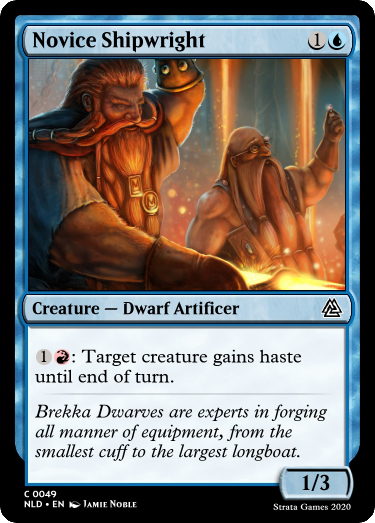 Novice Shipwright 1
Creature — Dwarf Artificer
1: Target creature gains haste
until end of turn.
Brekka Dwarves are experts in forging
all manner of equipment, from the
smallest cuff to the largest longboat.
1/3
C 0049
NLD • EN Jamie Noble
Strata Games 2020